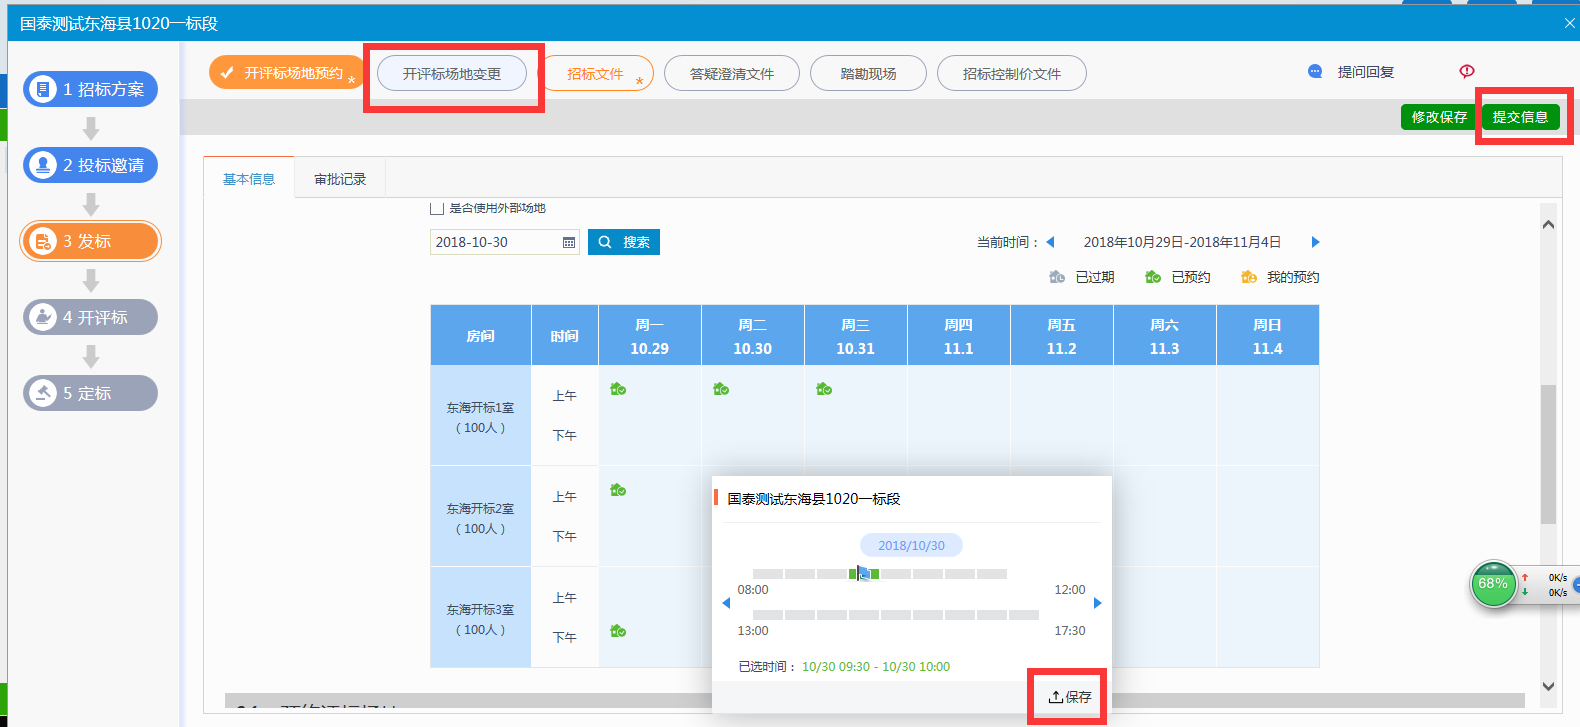 国泰测试东海县1020一标段
开评标场地预约 *
开评标场地变更
招标文件 *
答疑澄清文件
踏勘现场
招标控制价文件
提问回复
修改保存
提交信息
1 招标方案
2 投标邀请
3 发标
4 开评标
5 定标
基本信息
审批记录
是否使用外部场地
2018-10-30
搜索
当前时间：
2018年10月29日-2018年11月4日
已过期
已预约
我的预约
房间
时间
周一
10.29
周二
10.30
周三
10.31
周四
11.1
周五
11.2
周六
11.3
周日
11.4
东海开标1室
（100人）
上午
下午
东海开标2室
（100人）
上午
下午
东海开标3室
（100人）
上午
下午
国泰测试东海县1020一标段
2018/10/30
08:00
12:00
13:00
17:30
已选时间： 10/30 09:30 - 10/30 10:00
保存
68%
0K/s
0K/s